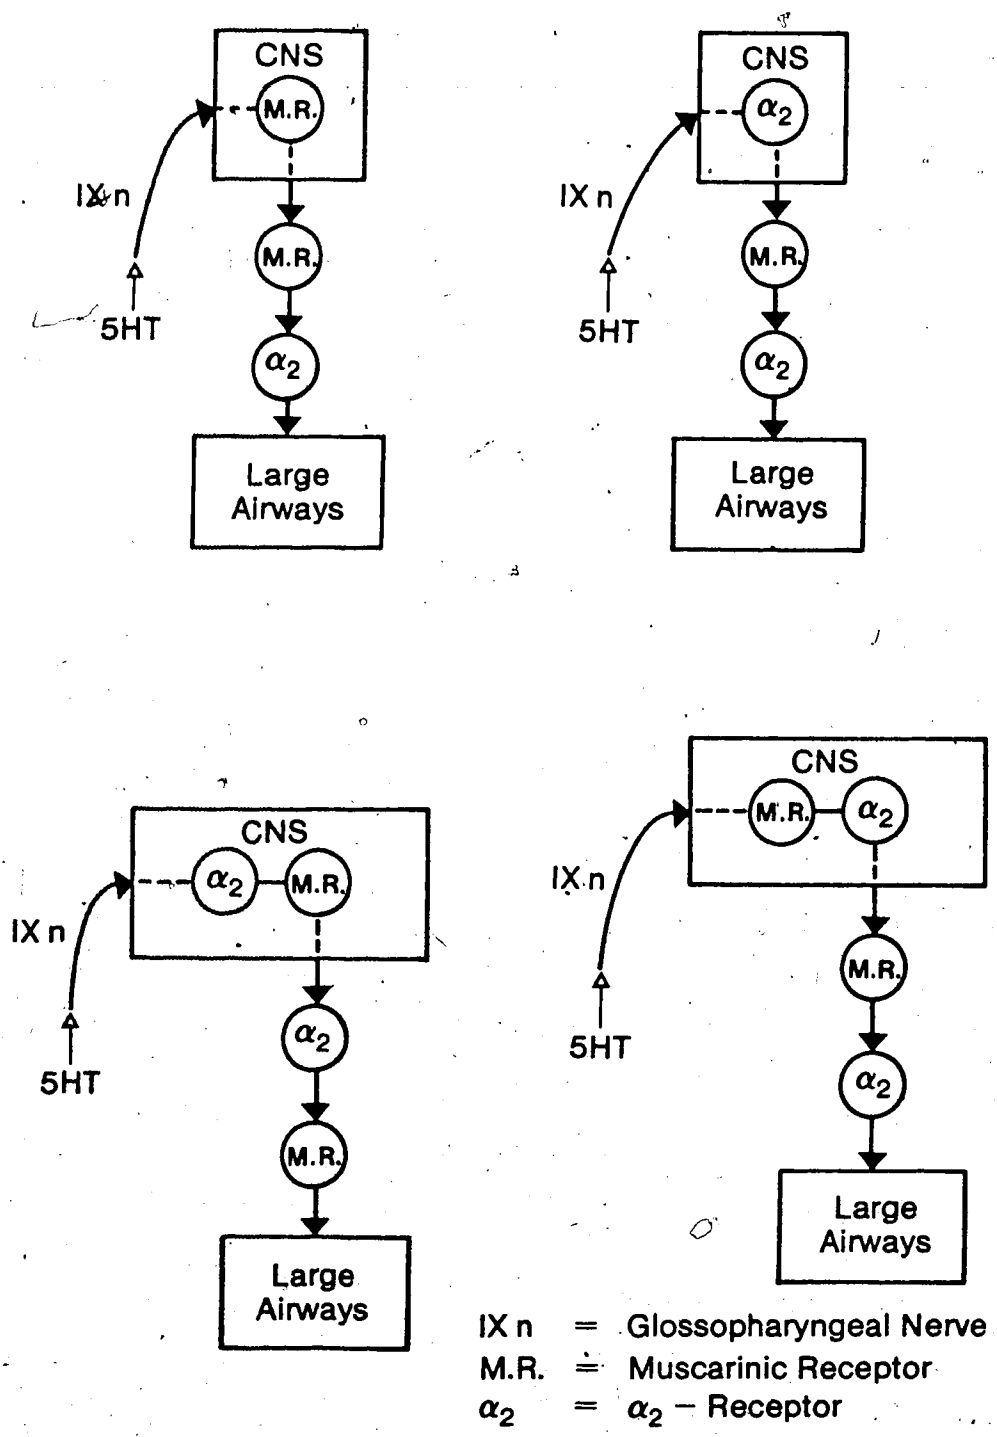 CNS
M.R.
IX n
M.R.
5HT
α2
Large
Airways
CNS
α2
IX n
M.R.
5HT
α2
Large
Airways
CNS
α2 M.R.
IX n
α2
5HT
M.R.
Large
Airways
CNS
M.R. α2
IX n
M.R.
5HT
α2
Large
Airways
IX n = Glossopharyngeal Nerve
M.R. = Muscarinic Receptor
α2 = α2 – Receptor